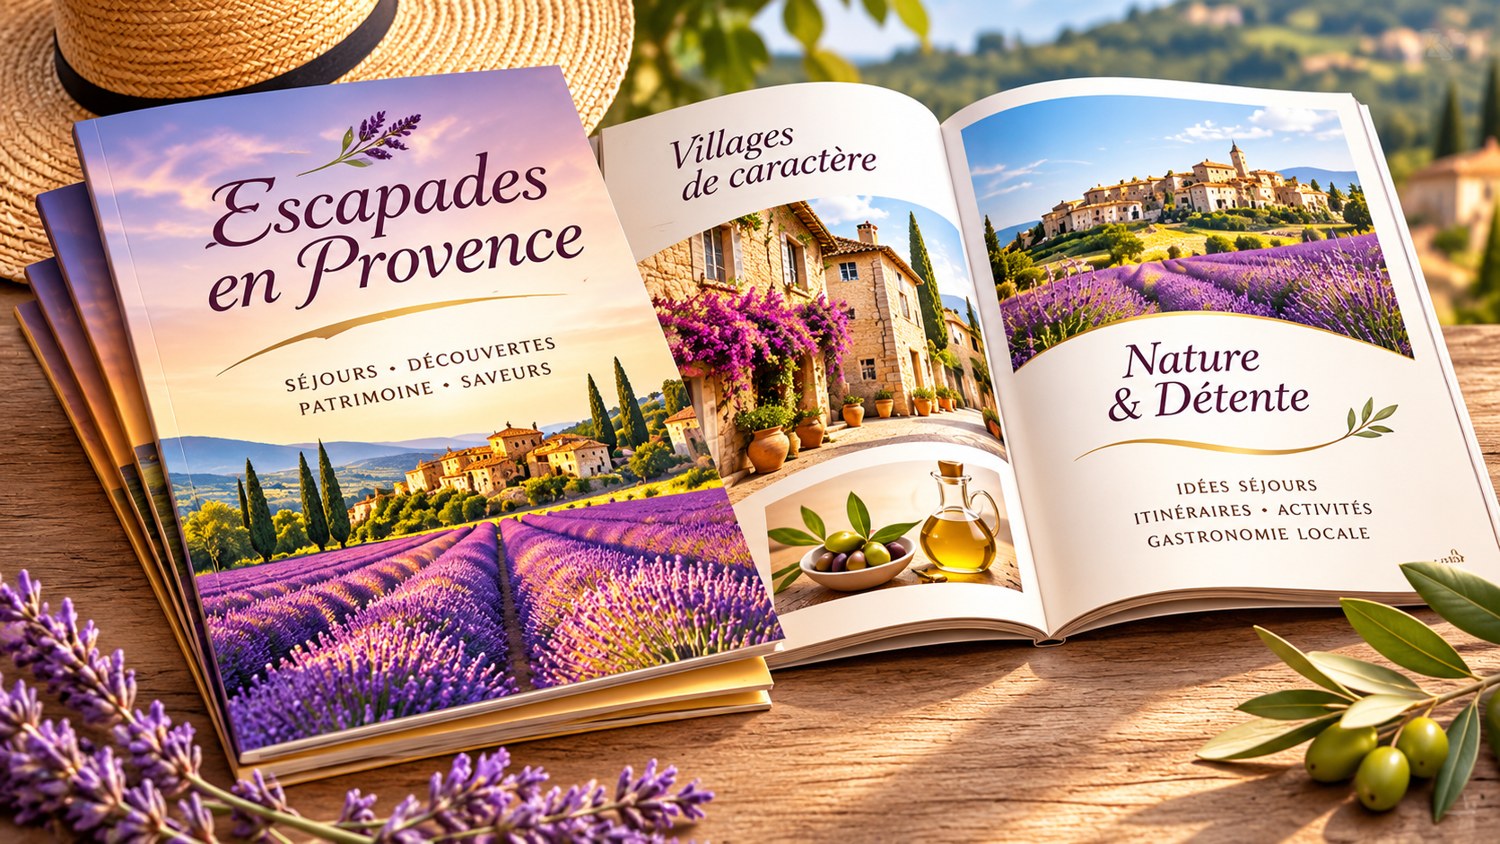 Escapades
en Provence
SÉJOURS • DÉCOUVERTES
PATRIMOINE • SAVEURS
Villages
de caractère
Nature
& Détente
IDÉES SÉJOURS
ITINÉRAIRES • ACTIVITÉS
GASTRONOMIE LOCALE